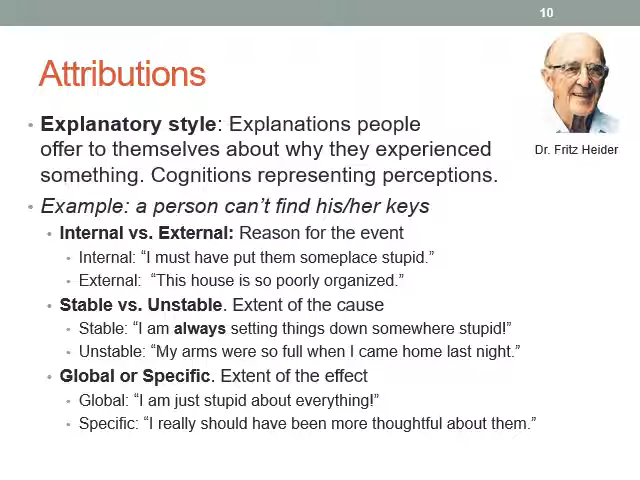 10
Attributions
Dr. Fritz Heider
• Explanatory style: Explanations people
offer to themselves about why they experienced
something. Cognitions representing perceptions.
• Example: a person can’t find his/her keys
• Internal vs. External: Reason for the event
• Internal: “I must have put them someplace stupid.”
• External:  “This house is so poorly organized.”
• Stable vs. Unstable. Extent of the cause
• Stable: “I am always setting things down somewhere stupid!”
• Unstable: “My arms were so full when I came home last night.”
• Global or Specific. Extent of the effect
• Global: “I am just stupid about everything!”
• Specific: “I really should have been more thoughtful about them.”